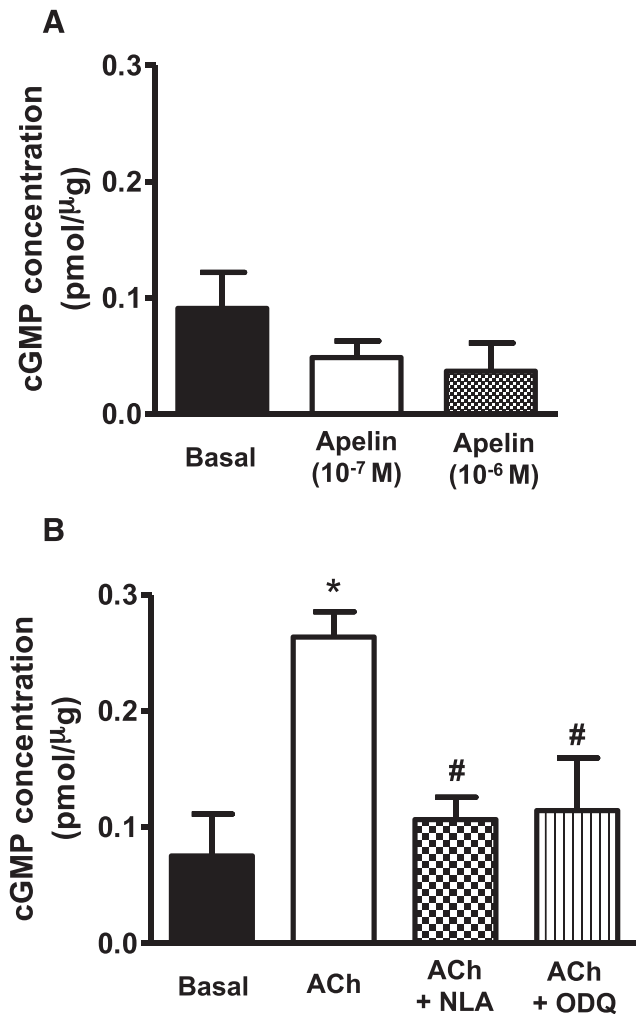 A
0.3
0.2
0.1
0.0
cGMP concentration
(pmol/μg)
Basal
Apelin
(10-7 M)
Apelin
(10-6 M)
B
0.3
0.2
0.1
0.0
cGMP concentration
(pmol/μg)
*
#
#
Basal
ACh
ACh
+ NLA
ACh
+ ODQ